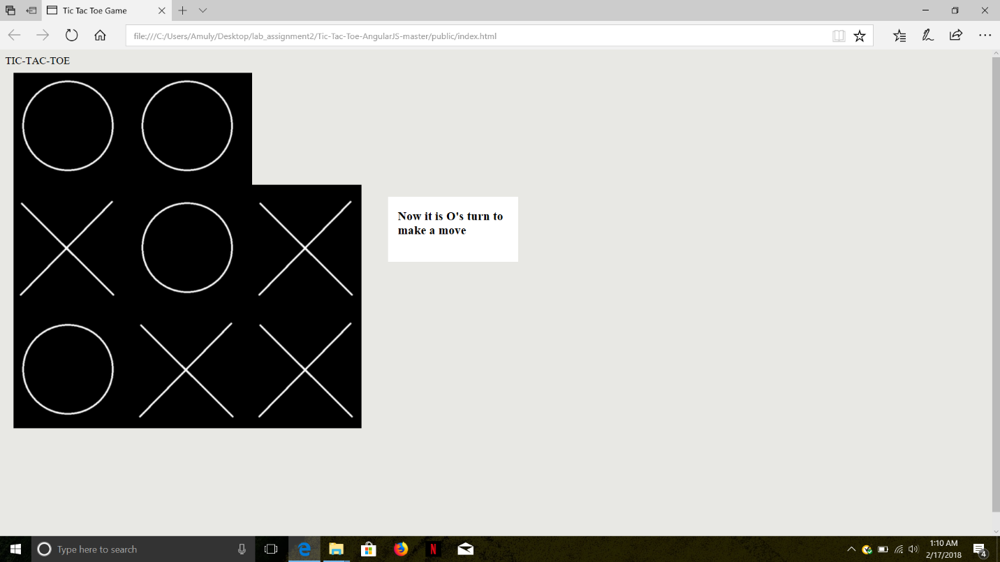 Tic Tac Toe Game
file:///C:/Users/Amuly/Desktop/lab_assignment2/Tic-Tac-Toe-AngularJS-master/public/index.html
TIC-TAC-TOE
Now it is O's turn to
make a move
Type here to search
N
1:10 AM
2/17/2018
4